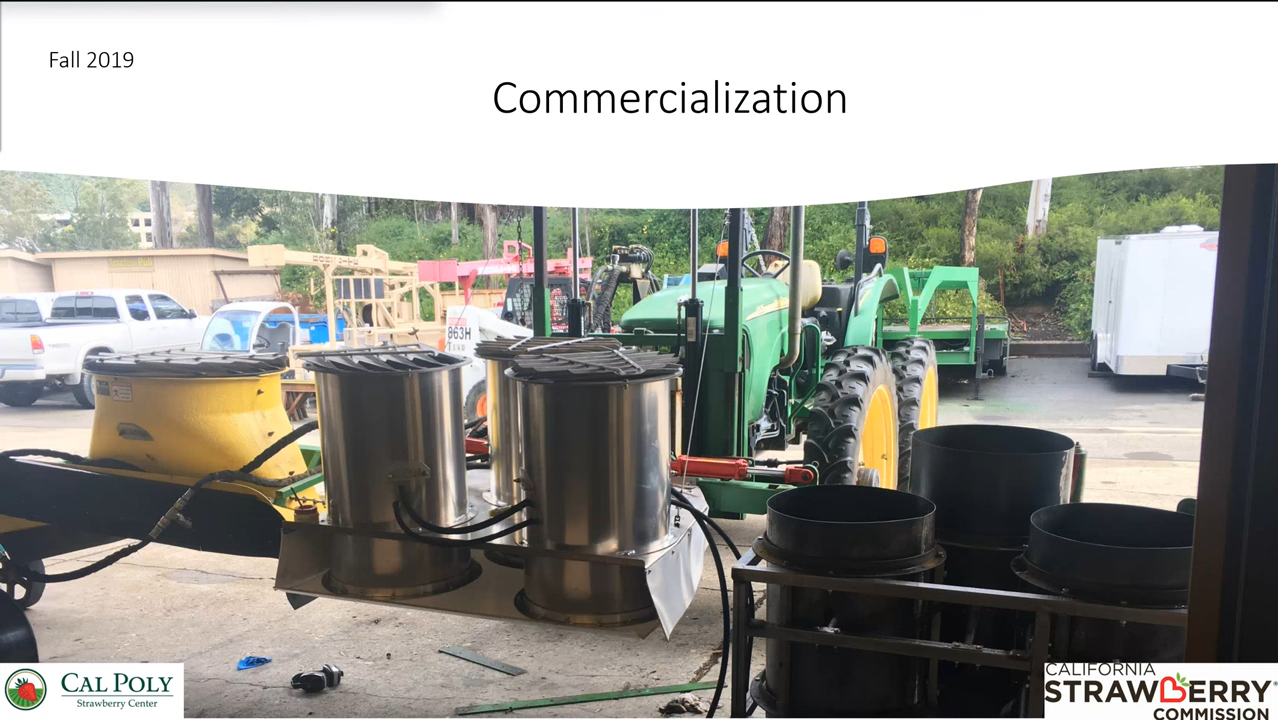 Fall 2019
Commercialization
863H
CAL POLY
Strawberry Center
CALIFORNIA
STRAWBERRY
COMMISSION